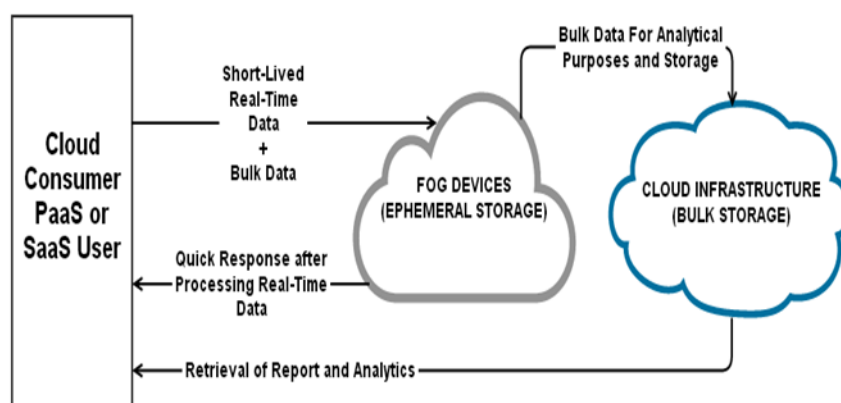 Cloud
Consumer
PaaS or
SaaS User
Short-Lived
Real-Time
Data
+
Bulk Data
Quick Response after
Processing Real-Time
Data
Retrieval of Report and Analytics
FOG DEVICES
(EPHEMERAL STORAGE)
Bulk Data For Analytical
Purposes and Storage
CLOUD INFRASTRUCTURE
(BULK STORAGE)